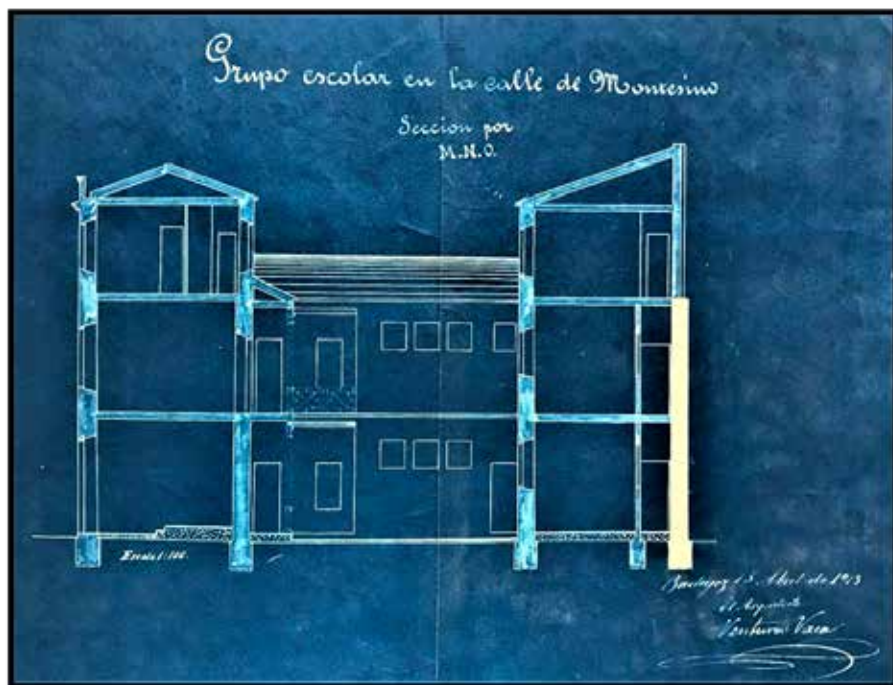 Grupo escolar en la calle de Montesino
Seccion por
M.N.O.
Escala 1:100.
Badajoz 15 Abril de 1913
el Arquitecto
Ventura Vaca